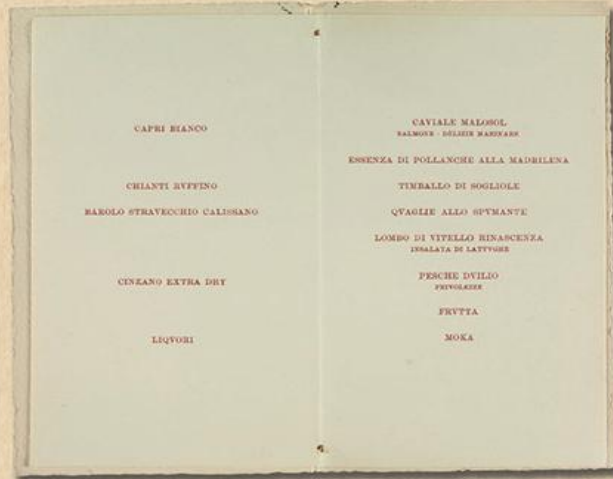 CAPRI BIANCO
CHIANTI RVFFINO
BAROLO STRAVECCHIO CALISSANO
CINZANO EXTRA DRY
LIQVORI
CAVIALE MALOSOL
SALMONE - DELIZIE MARINARE
ESSENZA DI POLLANCHE ALLA MADRILENA
TIMBALLO DI SOGLIOLE
QVAGLIE ALLO SPVMANTE
LOMBO DI VITELLO RINASCENZA
INSALATA DI LATTVGHE
PESCHE DVILIO
FRIVOLEZZE
FRVTTA
MOKA